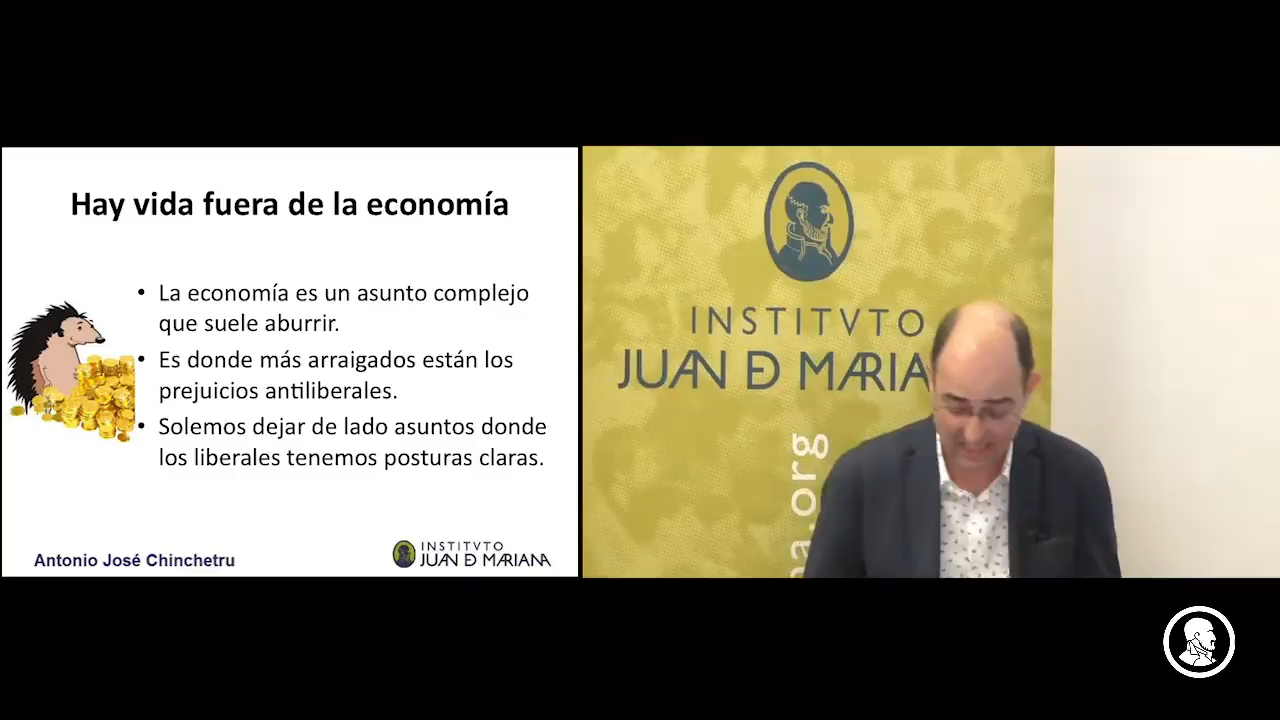 Hay vida fuera de la economía
• La economía es un asunto complejo
que suele aburrir.
• Es donde más arraigados están los
prejuicios antiliberales.
• Solemos dejar de lado asuntos donde
los liberales tenemos posturas claras.
Antonio José Chinchetru
INSTITVTO
JUAN DE MARIANA
INSTITVTO
JUAN DE MARIA
na.org